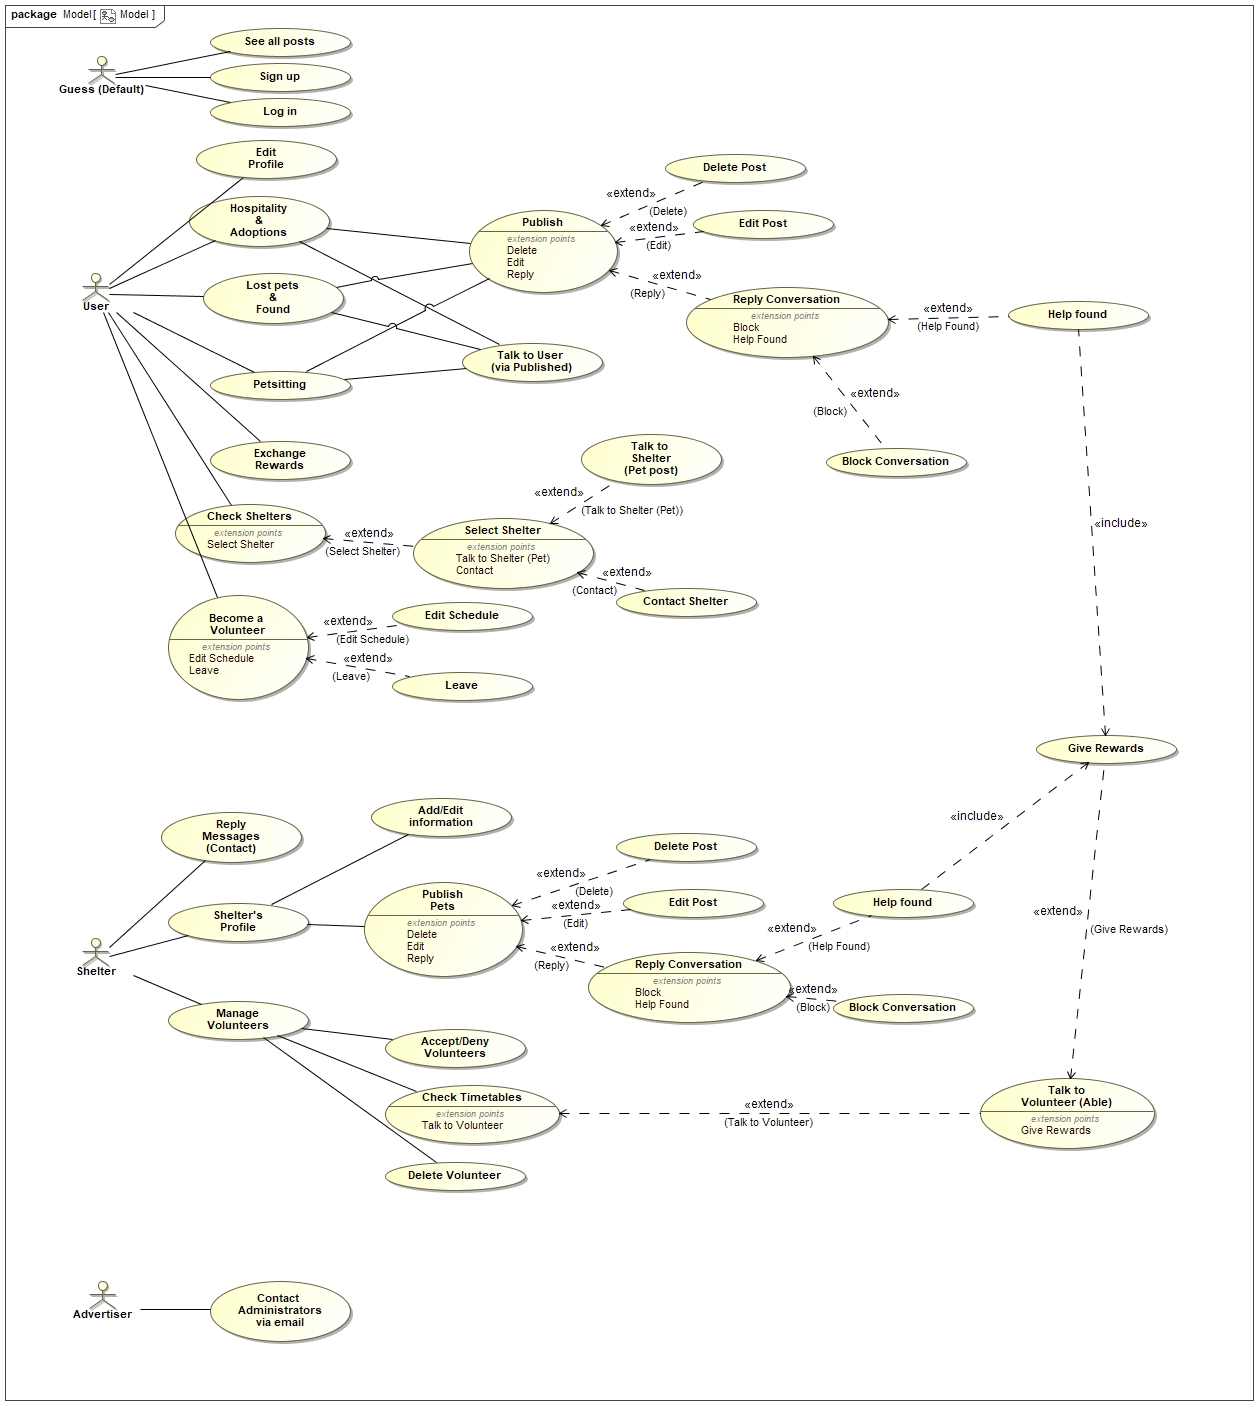 package Model[ Model ]
See all posts
Guess (Default)
Sign up
Log in
Edit
Profile
Hospitality
&
Adoptions
User
Lost pets
&
Found
Petsitting
Exchange
Rewards
Publish
extension points
Delete
Edit
Reply
Talk to User
(via Published)
«extend»
(Delete)
Delete Post
«extend»
(Edit)
Edit Post
«extend»
(Reply)
Reply Conversation
extension points
Block
Help Found
«extend»
(Help Found)
Help found
«extend»
(Block)
Block Conversation
Check Shelters
extension points
Select Shelter
«extend»
(Select Shelter)
Select Shelter
extension points
Talk to Shelter (Pet)
Contact
Talk to
Shelter
(Pet post)
«extend»
(Talk to Shelter (Pet))
«extend»
(Contact)
Contact Shelter
«include»
Become a
Volunteer
extension points
Edit Schedule
Leave
«extend»
(Edit Schedule)
Edit Schedule
«extend»
(Leave)
Leave
Give Rewards
Reply
Messages
(Contact)
Add/Edit
information
Shelter's
Profile
Shelter
Publish
Pets
extension points
Delete
Edit
Reply
«extend»
(Delete)
Delete Post
«extend»
(Edit)
Edit Post
«extend»
(Reply)
Reply Conversation
extension points
Block
Help Found
«include»
Help found
«extend»
(Help Found)
«extend»
(Block)
Block Conversation
«extend»
(Give Rewards)
Manage
Volunteers
Accept/Deny
Volunteers
Check Timetables
extension points
Talk to Volunteer
«extend»
(Talk to Volunteer)
Talk to
Volunteer (Able)
extension points
Give Rewards
Delete Volunteer
Advertiser
Contact
Administrators
via email